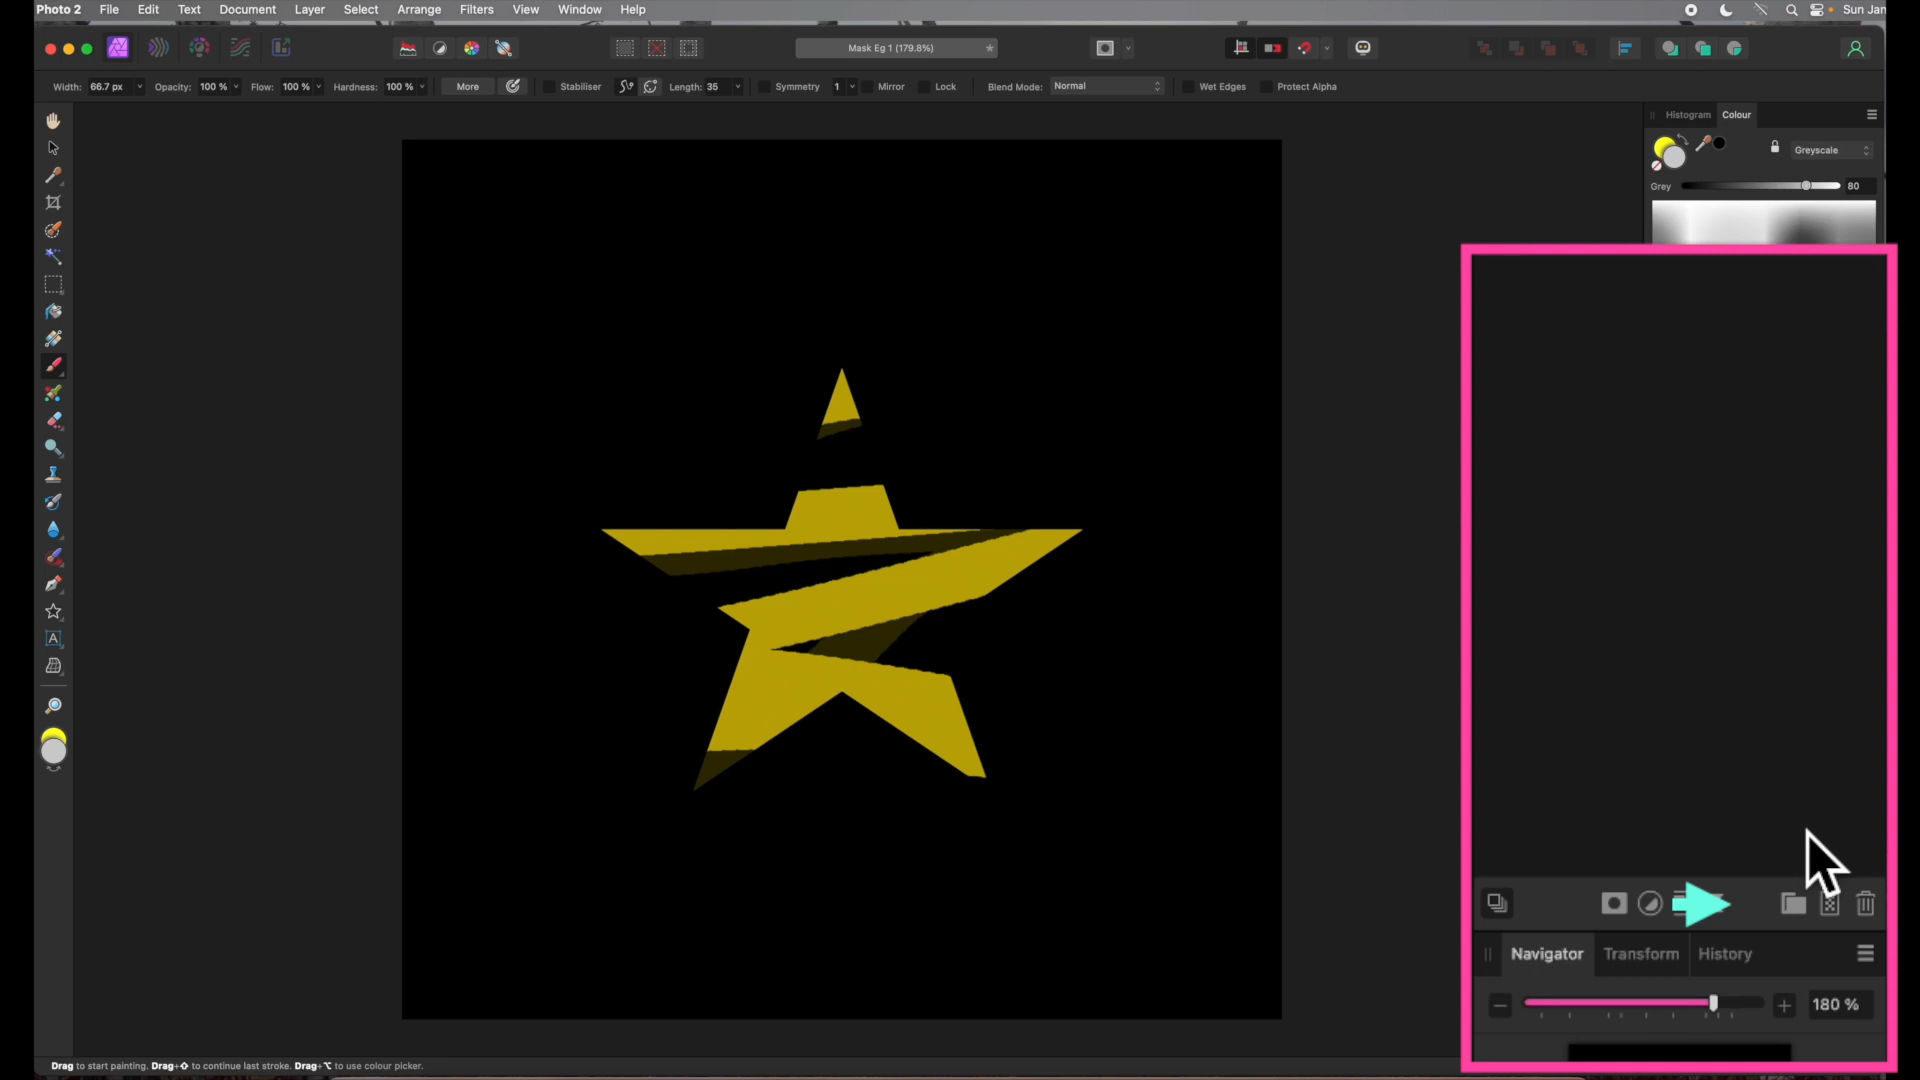 Photo 2 File Edit Text Document Layer Select Arrange Filters View Window Help Sun Jan
Mask Eg 1 (179.8%)
Width: 66.7 px Opacity: 100 % Flow: 100 % Hardness: 100 % More Stabiliser Length: 35 Symmetry 1 Mirror Lock Blend Mode: Normal Wet Edges Protect Alpha
Histogram Colour
Greyscale
Grey 80
A
Navigator Transform History
180 %
Drag to start painting. Drag+⇧ to continue last stroke. Drag+⌥ to use colour picker.